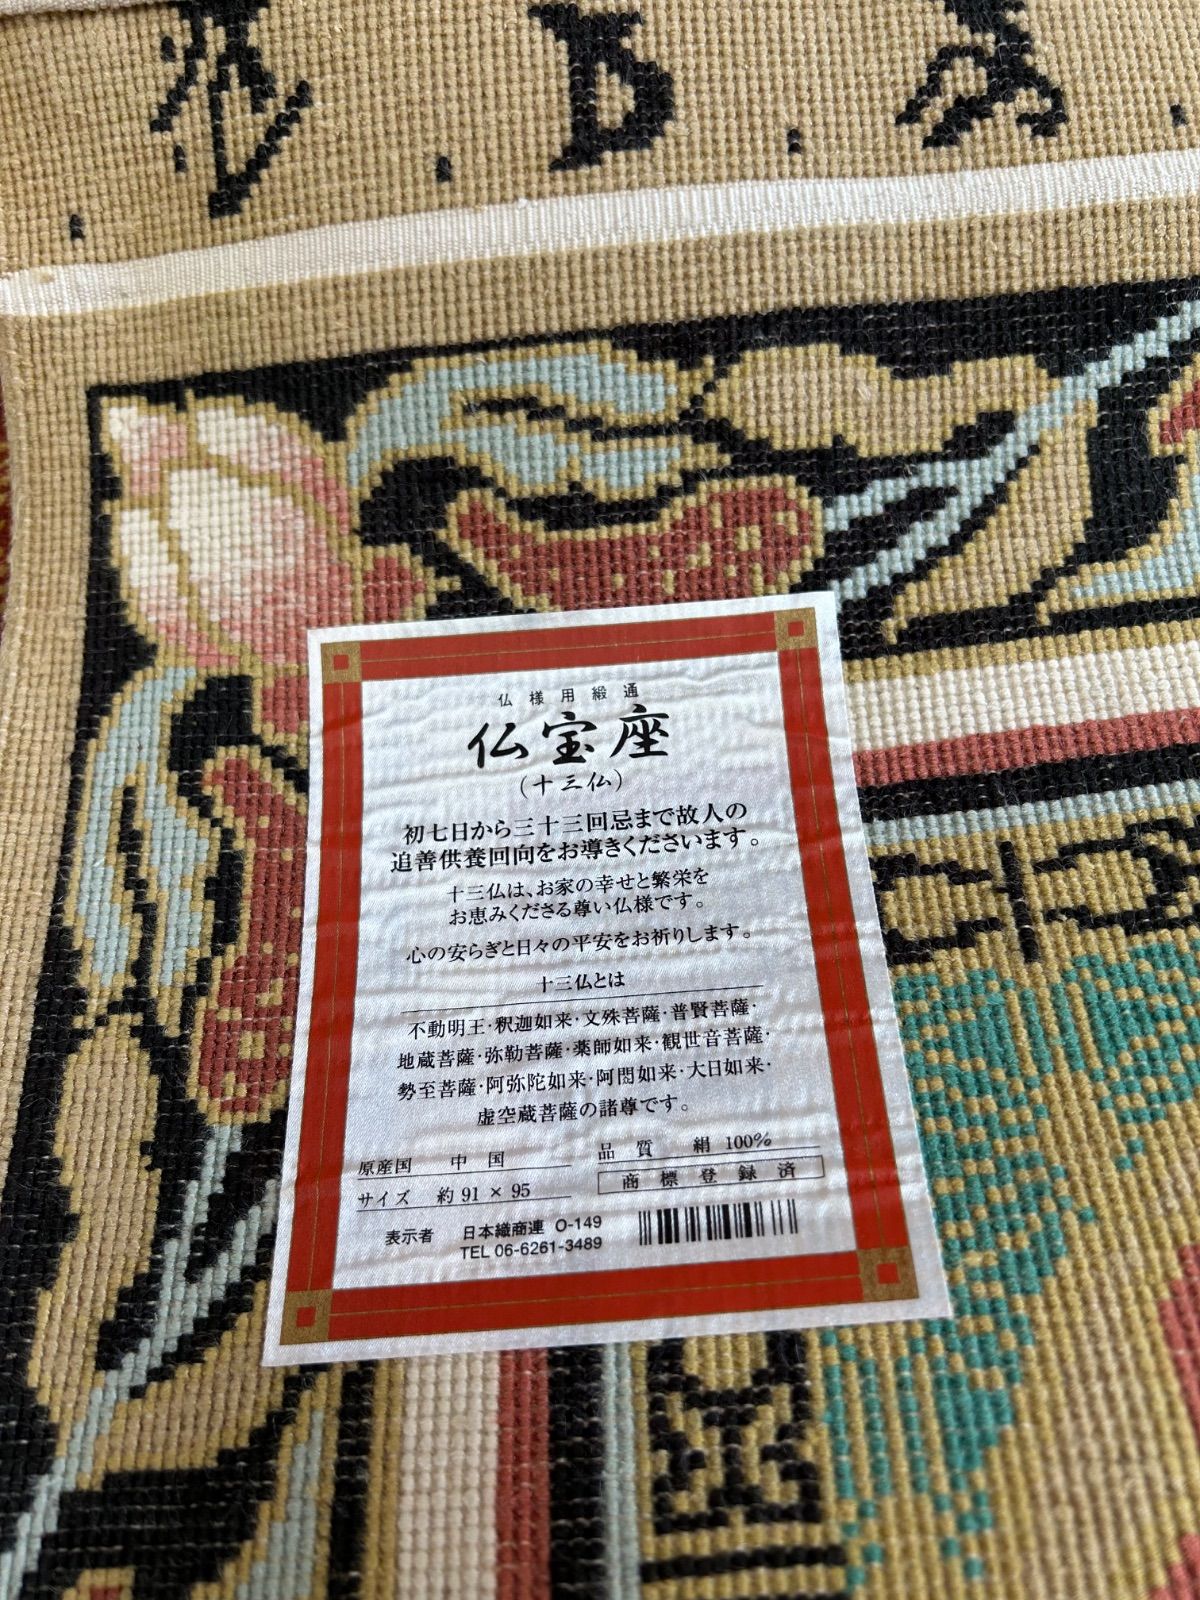 仏様用緞通
仏宝座
(十三仏)
初七日から三十三回忌まで故人の
追善供養回向をお導きくださいます。
十三仏は、お家の幸せと繁栄を
お恵みくださる尊い仏様です。
心の安らぎと日々の平安をお祈りします。
十三仏とは
不動明王・釈迦如来・文殊菩薩・普賢菩薩・
地蔵菩薩・弥勒菩薩・薬師如来・観世音菩薩・
勢至菩薩・阿弥陀如来・阿閦如来・大日如来・
虚空蔵菩薩の諸尊です。
原産国 中国
品質 絹 100%
サイズ 約 91 × 95
商標登録済
表示者 日本織商連 O-149
TEL 06-6261-3489